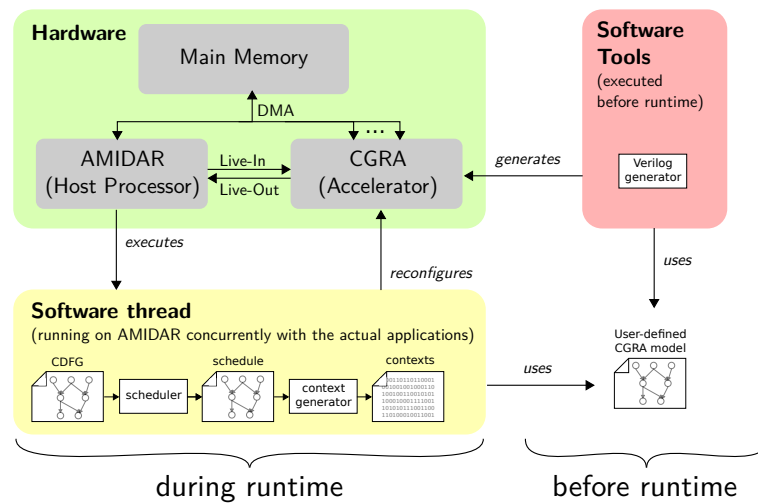 Hardware
Main Memory
DMA
...
AMIDAR
(Host Processor)
Live-In
Live-Out
CGRA
(Accelerator)
generates
Software
Tools
(executed
before runtime)
Verilog
generator
executes
reconfigures
uses
Software thread
(running on AMIDAR concurrently with the actual applications)
CDFG
scheduler
schedule
context
generator
contexts
uses
User-defined
CGRA model
during runtime
before runtime